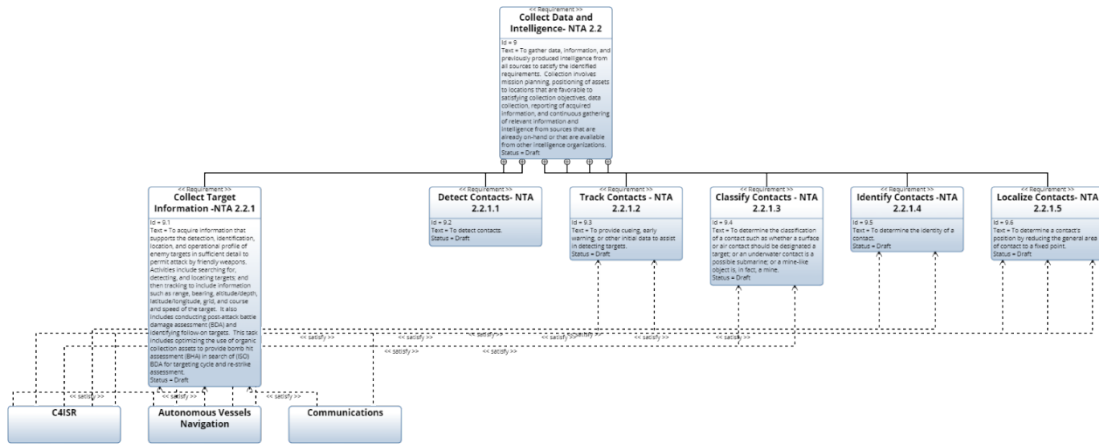 << Requirement >>
Collect Data and
Intelligence- NTA 2.2
Id = 9
Text = To gather data, information, and
previously produced intelligence from
all sources to satisfy the identified
requirements. Collection involves
mission planning, positioning of assets
to locations that are favorable to
satisfying collection objectives, data
collection, reporting of acquired
information, and continuous gathering
of relevant information and
intelligence from sources that are
already on-hand or that are available
from other intelligence organizations.
Status = Draft
<< Requirement >>
Collect Target
Information -NTA 2.2.1
Id = 9.1
Text = To acquire information that
supports the detection, identification,
location, and operational profile of
enemy targets in sufficient detail to
permit attack by friendly weapons.
Activities include searching for,
detecting, and locating targets; and
then tracking to include information
such as range, bearing, altitude/depth,
latitude/longitude, grid, and course
and speed of the target. It also
includes conducting post-attack battle
damage assessment (BDA) and
identifying follow-on targets. This task
includes optimizing the use of organic
collection assets to provide bomb hit
assessment (BHA) in search of (ISO)
BDA for targeting cycle and re-strike
assessment.
Status = Draft
<< Requirement >>
Detect Contacts- NTA
2.2.1.1
Id = 9.2
Text = To detect contacts.
Status = Draft
<< Requirement >>
Track Contacts - NTA
2.2.1.2
Id = 9.3
Text = To provide cueing, early
warning, or other initial data to assist
in detecting targets.
Status = Draft
<< Requirement >>
Classify Contacts - NTA
2.2.1.3
Id = 9.4
Text = To determine the classification
of a contact such as whether a surface
or air contact should be designated a
target; or an underwater contact is a
possible submarine; or a mine-like
object is, in fact, a mine.
Status = Draft
<< Requirement >>
Identify Contacts - NTA
2.2.1.4
Id = 9.5
Text = To determine the identity of a
contact.
Status = Draft
<< Requirement >>
Localize Contacts- NTA
2.2.1.5
Id = 9.6
Text = To determine a contact's
position by reducing the general area
of contact to a fixed point.
Status = Draft
<< satisfy >>
<< satisfy >>
<< satisfy >>
<< satisfy >>
<< satisfy >>
<< satisfy >>
<< satisfy >>
<< satisfy >>
<< satisfy >>
<< satisfy >>
<< satisfy >>
C4ISR
Autonomous Vessels
Navigation
Communications